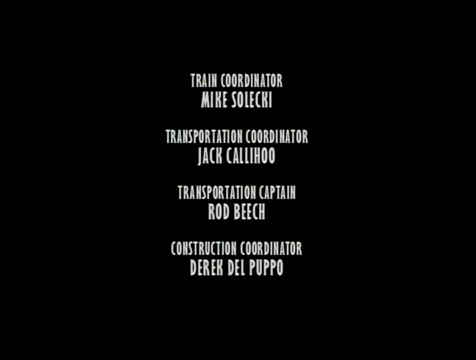 TRAIN COORDINATOR
MIKE SOLECKI
TRANSPORTATION COORDINATOR
JACK CALLIHOO
TRANSPORTATION CAPTAIN
ROD BEECH
CONSTRUCTION COORDINATOR
DEREK DEL PUPPO